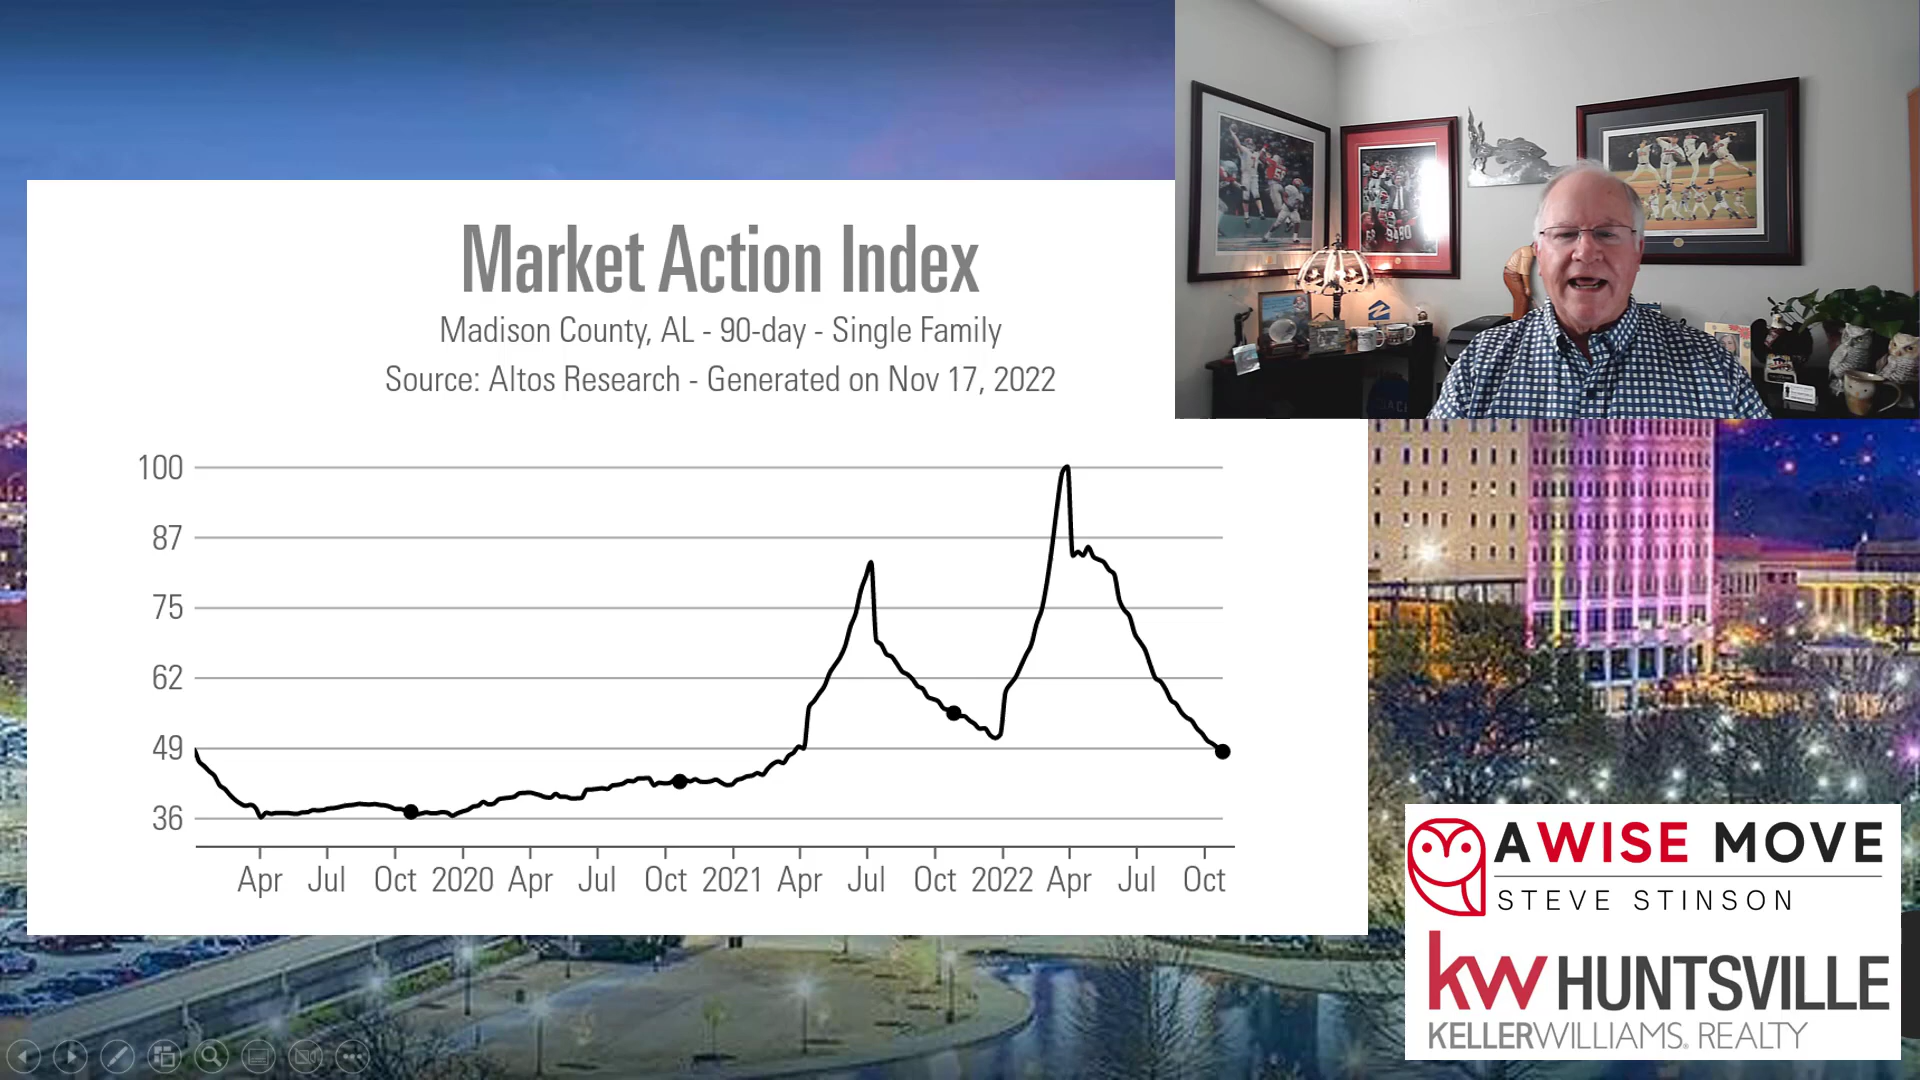 Market Action Index
Madison County, AL - 90-day - Single Family
Source: Altos Research - Generated on Nov 17, 2022
100
87
75
62
49
36
Apr Jul Oct 2020 Apr Jul Oct 2021 Apr Jul Oct 2022 Apr Jul Oct
A WISE MOVE
STEVE STINSON
kw HUNTSVILLE
KELLERWILLIAMS. REALTY